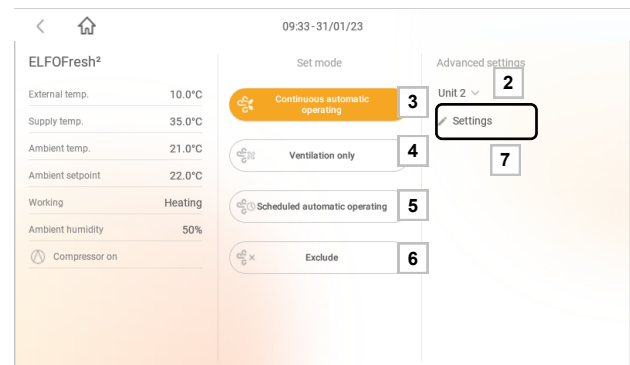 09:33-31/01/23
ELFOFresh²
External temp. 10.0°C
Supply temp. 35.0°C
Ambient temp. 21.0°C
Ambient setpoint 22.0°C
Working Heating
Ambient humidity 50%
Compressor on
Set mode
Continuous automatic
operating
3
Ventilation only
4
Scheduled automatic operating
5
Exclude
6
Advanced settings
Unit 2
2
Settings
7